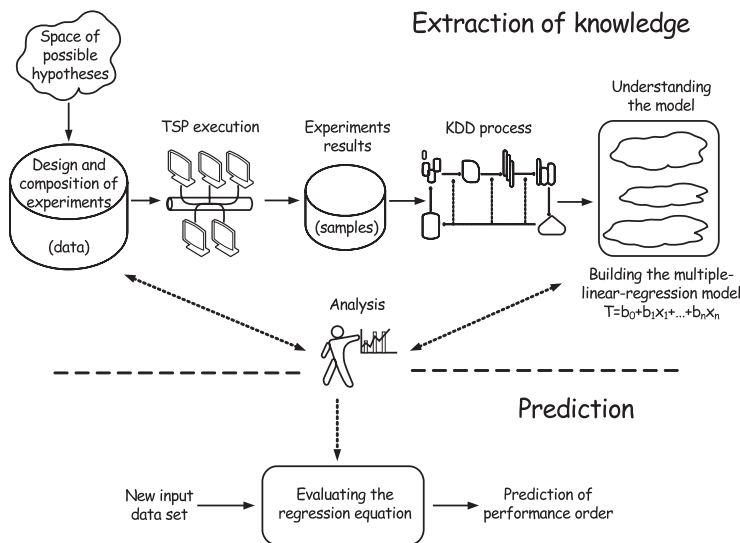 Extraction of knowledge
Space of
possible
hypotheses
Design and
composition of
experiments
(data)
TSP execution
Experiments
results
(samples)
KDD process
Understanding
the model
Building the multiple-
linear-regression model
T=b₀+b₁x₁+...+bₙxₙ
Analysis
Prediction
New input
data set
Evaluating the
regression equation
Prediction of
performance order